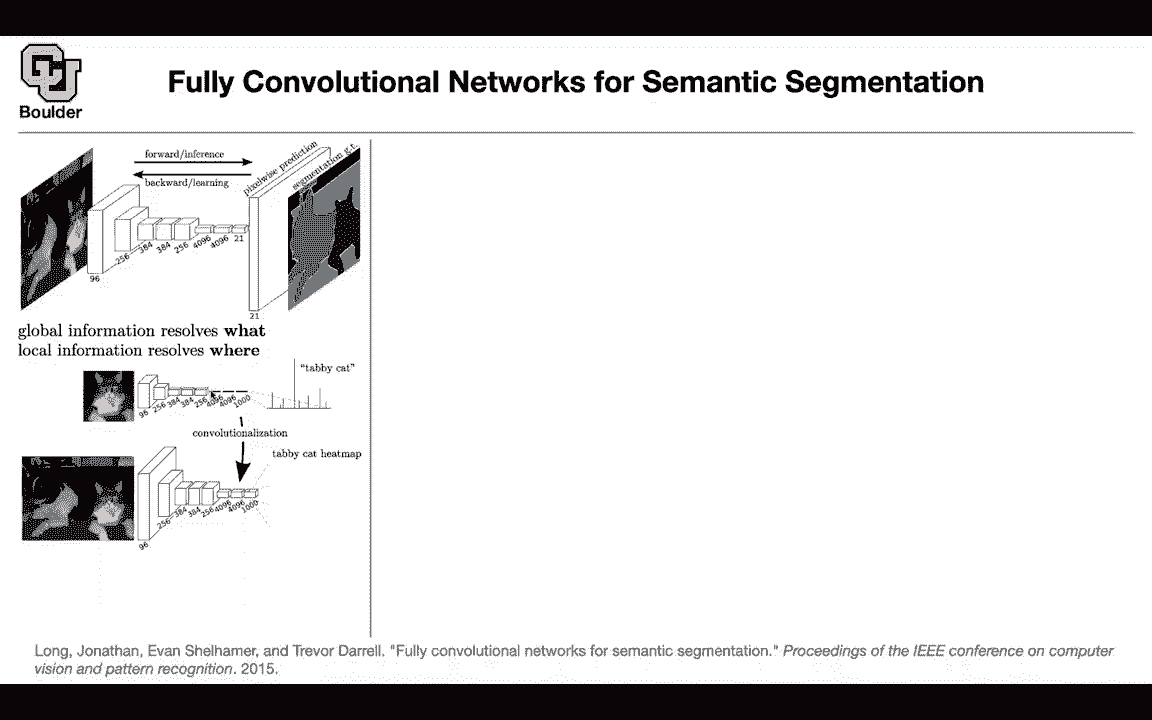 CU
Boulder
Fully Convolutional Networks for Semantic Segmentation
forward/inference
backward/learning
pixelwise prediction
segmentation g.t.
96
256
384
384
256
4096
4096
21
21
global information resolves what
local information resolves where
"tabby cat"
96
256
384
384
256
4096
4096
1000
convolutionalization
tabby cat heatmap
96
256
384
384
256
4096
4096
1000
Long, Jonathan, Evan Shelhamer, and Trevor Darrell. "Fully convolutional networks for semantic segmentation." Proceedings of the IEEE conference on computer
vision and pattern recognition. 2015.